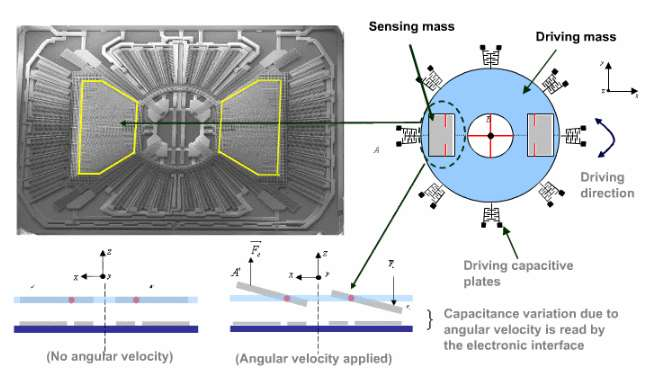 Sensing mass
Driving mass
y
z
x
A
Driving
direction
Driving capacitive
plates
z
x
y
z
x
y
A'
F
(No angular velocity)
(Angular velocity applied)
Capacitance variation due to
angular velocity is read by
the electronic interface